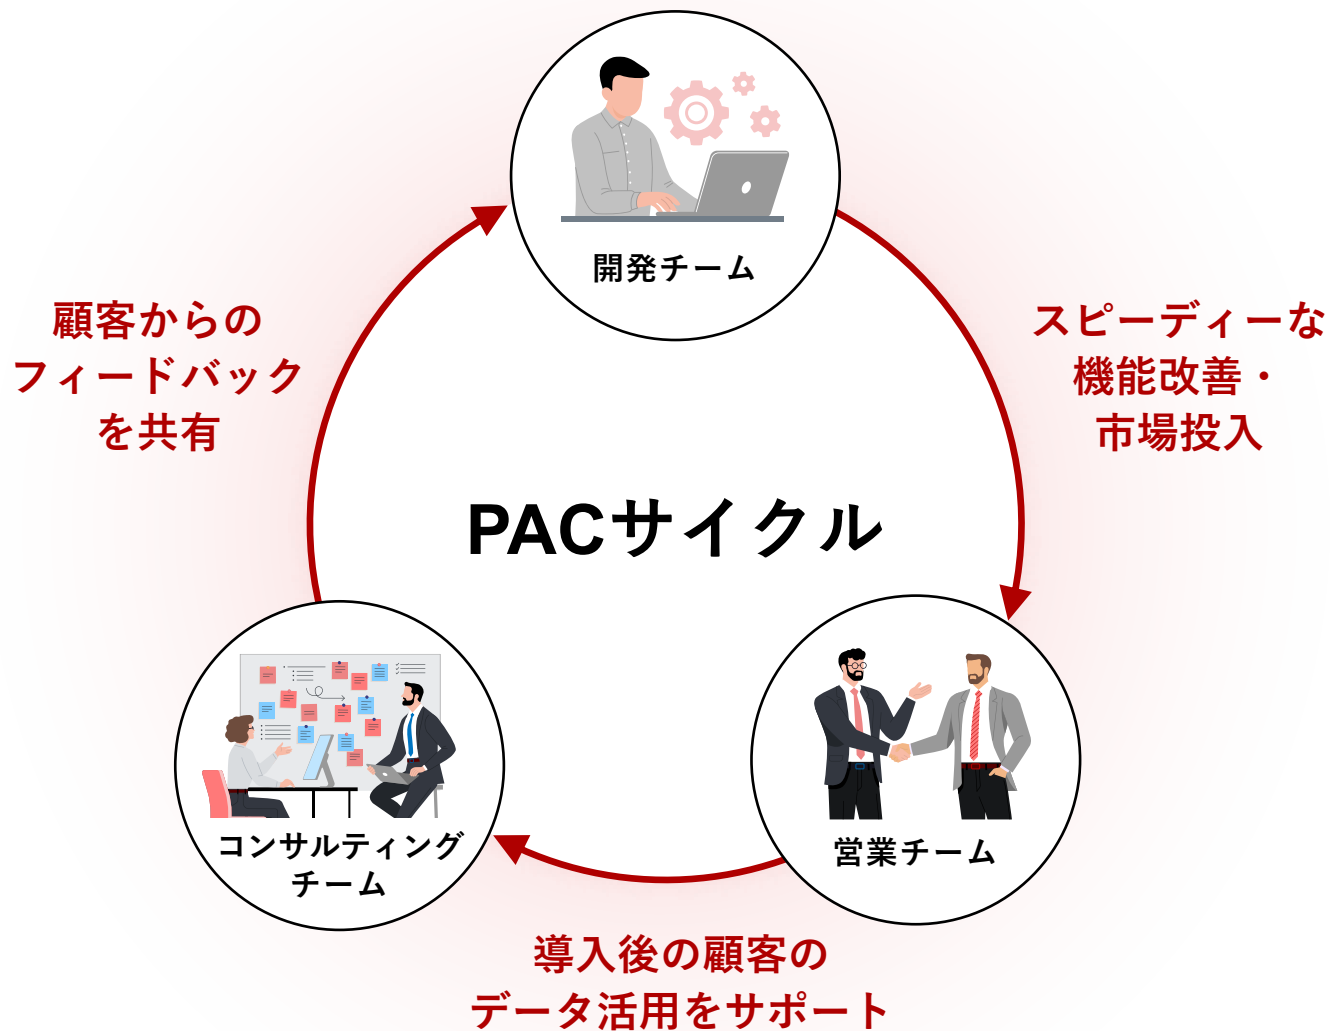 開発チーム
顧客からの
フィードバック
を共有
スピーディーな
機能改善・
市場投入
PACサイクル
コンサルティング
チーム
営業チーム
導入後の顧客の
データ活用をサポート